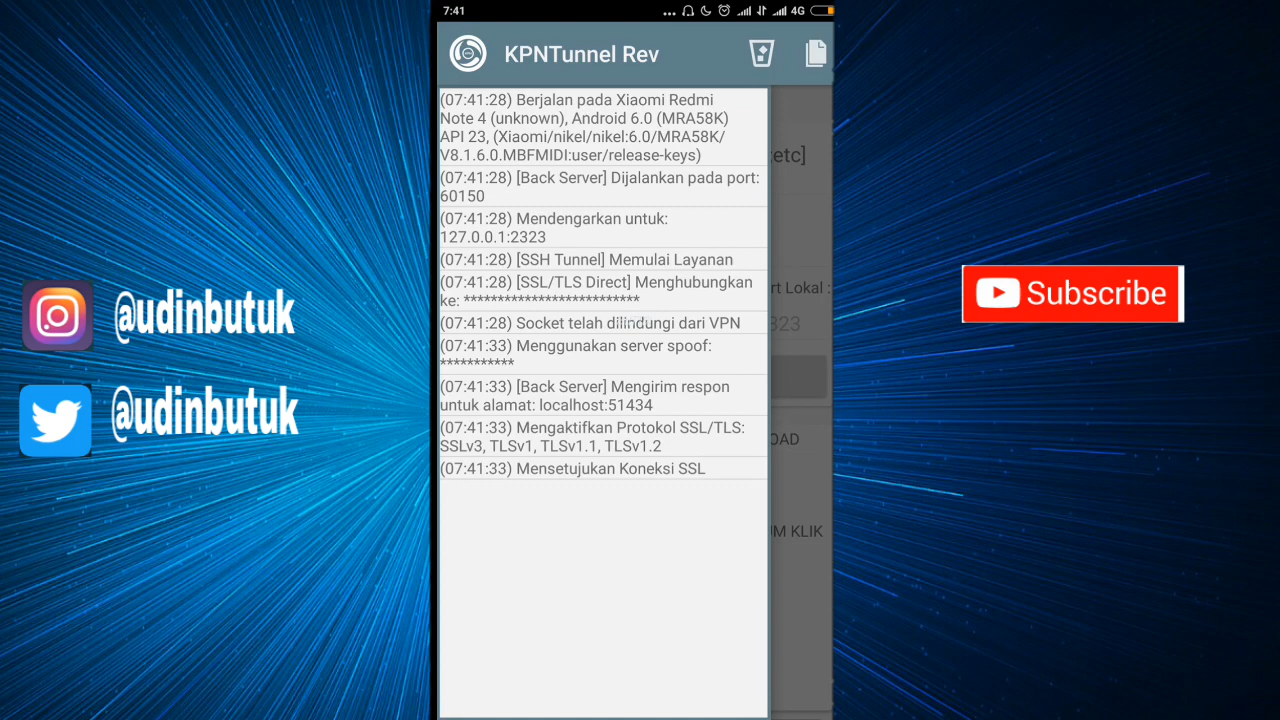 7:41
4G
KPNTunnel Rev
(07:41:28) Berjalan pada Xiaomi Redmi
Note 4 (unknown), Android 6.0 (MRA58K)
API 23, (Xiaomi/nikel/nikel:6.0/MRA58K/
V8.1.6.0.MBFMIDI:user/release-keys)
(07:41:28) [Back Server] Dijalankan pada port:
60150
(07:41:28) Mendengarkan untuk:
127.0.0.1:2323
(07:41:28) [SSH Tunnel] Memulai Layanan
(07:41:28) [SSL/TLS Direct] Menghubungkan
ke: **************************
(07:41:28) Socket telah dilindungi dari VPN
(07:41:33) Menggunakan server spoof:
***********
(07:41:33) [Back Server] Mengirim respon
untuk alamat: localhost:51434
(07:41:33) Mengaktifkan Protokol SSL/TLS:
SSLv3, TLSv1, TLSv1.1, TLSv1.2
(07:41:33) Mensetujukan Koneksi SSL
etc]
rt Lokal :
323
OAD
UM KLIK
@udinbutuk
@udinbutuk
Subscribe